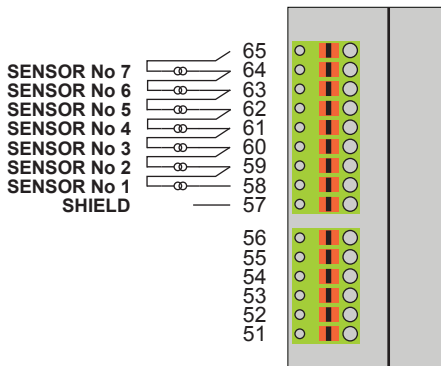 65
SENSOR No 7 64
SENSOR No 6 63
SENSOR No 5 62
SENSOR No 4 61
SENSOR No 3 60
SENSOR No 2 59
SENSOR No 1 58
SHIELD 57
56
55
54
53
52
51